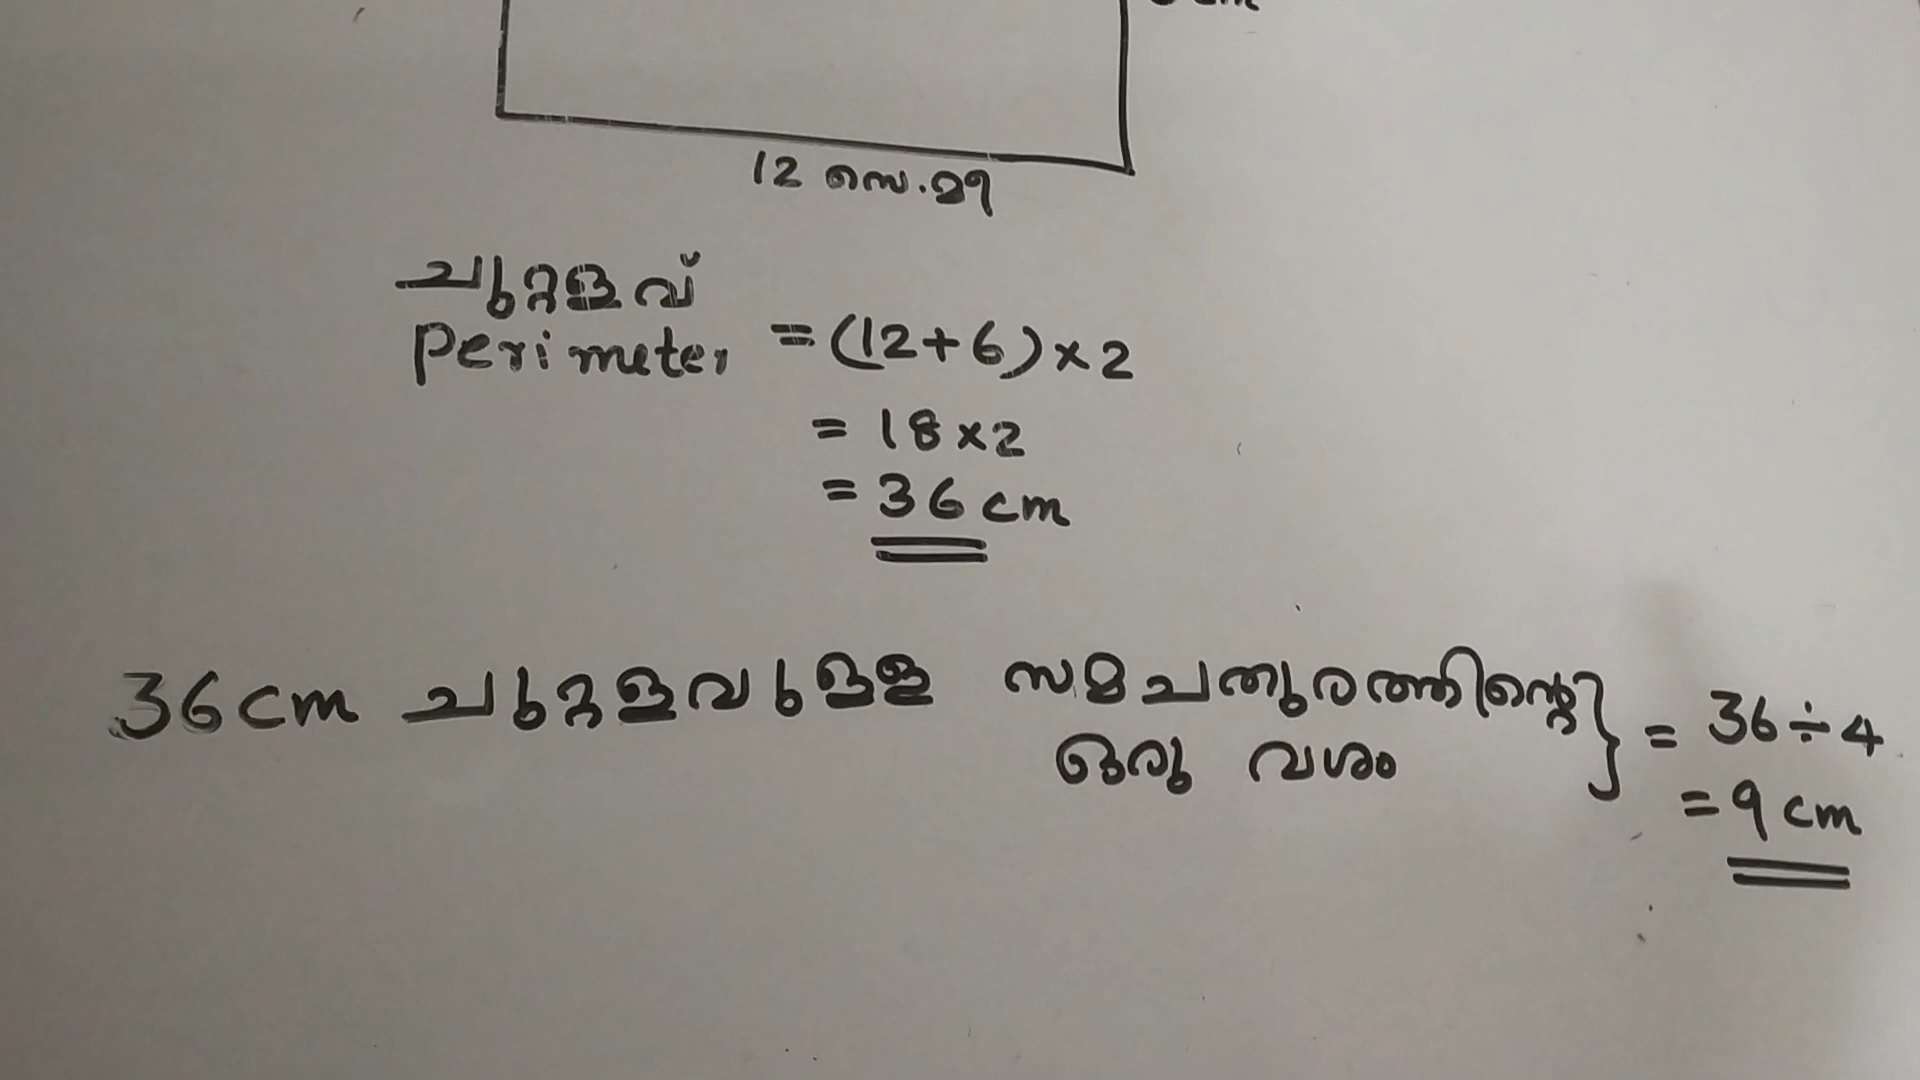 cm
12 സെ.മീ
ചുറ്റളവ്
Perimeter = (12+6)×2
= 18×2
= 36 cm
36cm ചുറ്റളവുള്ള സമചതുരത്തിന്റെ } = 36÷4
ഒരു വശം
= 9 cm